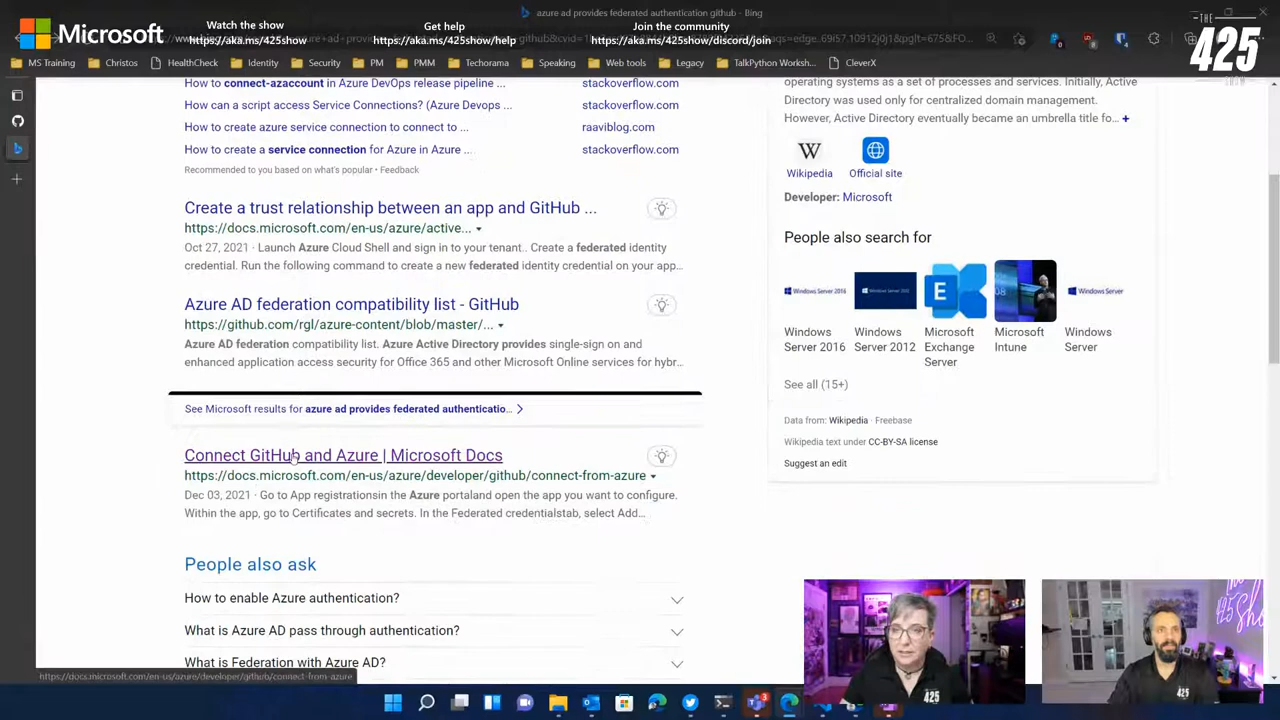 azure ad provides federated authentication github - Bing
Microsoft
Watch the show
https://aka.ms/425show
Get help
https://aka.ms/425show/help
Join the community
https://aka.ms/425show/discord/join
THE
425
SHOW
MS Training
Christos
HealthCheck
Identity
Security
PM
PMM
Techorama
Speaking
Web tools
Legacy
TalkPython Worksh...
CleverX
How to connect-azaccount in Azure DevOps release pipeline ...
stackoverflow.com
How can a script access Service Connections? (Azure Devops ...
stackoverflow.com
How to create azure service connection to connect to ...
raaviblog.com
How to create a service connection for Azure in Azure ...
stackoverflow.com
Recommended to you based on what's popular • Feedback
Create a trust relationship between an app and GitHub ...
https://docs.microsoft.com/en-us/azure/active...
Oct 27, 2021 · Launch Azure Cloud Shell and sign in to your tenant.. Create a federated identity
credential. Run the following command to create a new federated identity credential on your app...
Azure AD federation compatibility list - GitHub
https://github.com/rgl/azure-content/blob/master/...
Azure AD federation compatibility list. Azure Active Directory provides single-sign on and
enhanced application access security for Office 365 and other Microsoft Online services for hybr...
See Microsoft results for azure ad provides federated authenticatio...
Connect GitHub and Azure | Microsoft Docs
https://docs.microsoft.com/en-us/azure/developer/github/connect-from-azure
Dec 03, 2021 · Go to App registrationsin the Azure portaland open the app you want to configure.
Within the app, go to Certificates and secrets. In the Federated credentialstab, select Add...
People also ask
How to enable Azure authentication?
What is Azure AD pass through authentication?
What is Federation with Azure AD?
https://docs.microsoft.com/en-us/azure/developer/github/connect-from-azure
operating systems as a set of processes and services. Initially, Active
Directory was used only for centralized domain management.
However, Active Directory eventually became an umbrella title fo... +
W
Wikipedia
Official site
Developer: Microsoft
People also search for
Windows Server 2016
Windows Server
Windows
Server 2016
Windows
Server 2012
Microsoft
Exchange
Server
Microsoft
Intune
Windows
Server
See all (15+)
Data from: Wikipedia · Freebase
Wikipedia text under CC-BY-SA license
Suggest an edit
The
425 Show
425
425
3